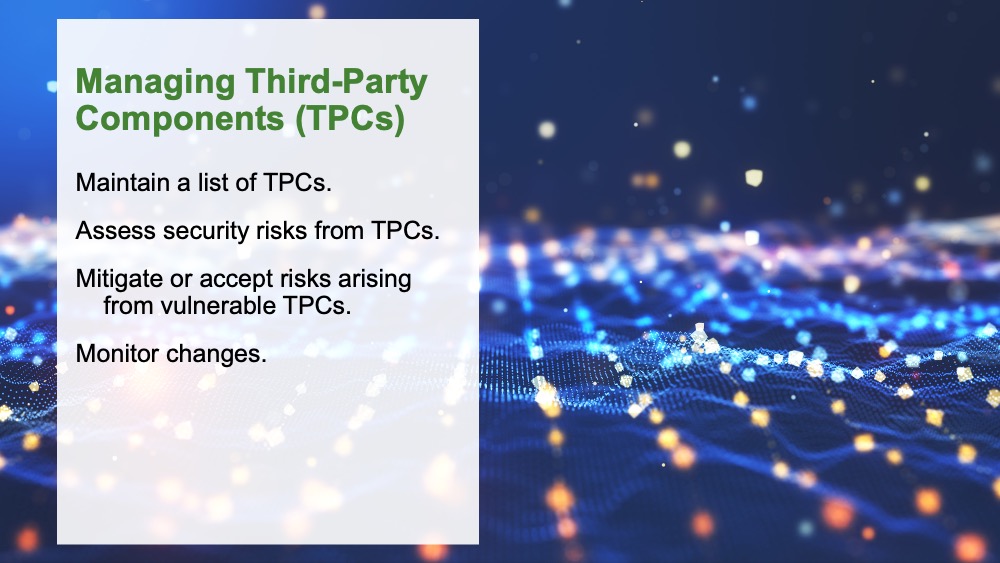 Managing Third-Party
Components (TPCs)
Maintain a list of TPCs.
Assess security risks from TPCs.
Mitigate or accept risks arising
from vulnerable TPCs.
Monitor changes.